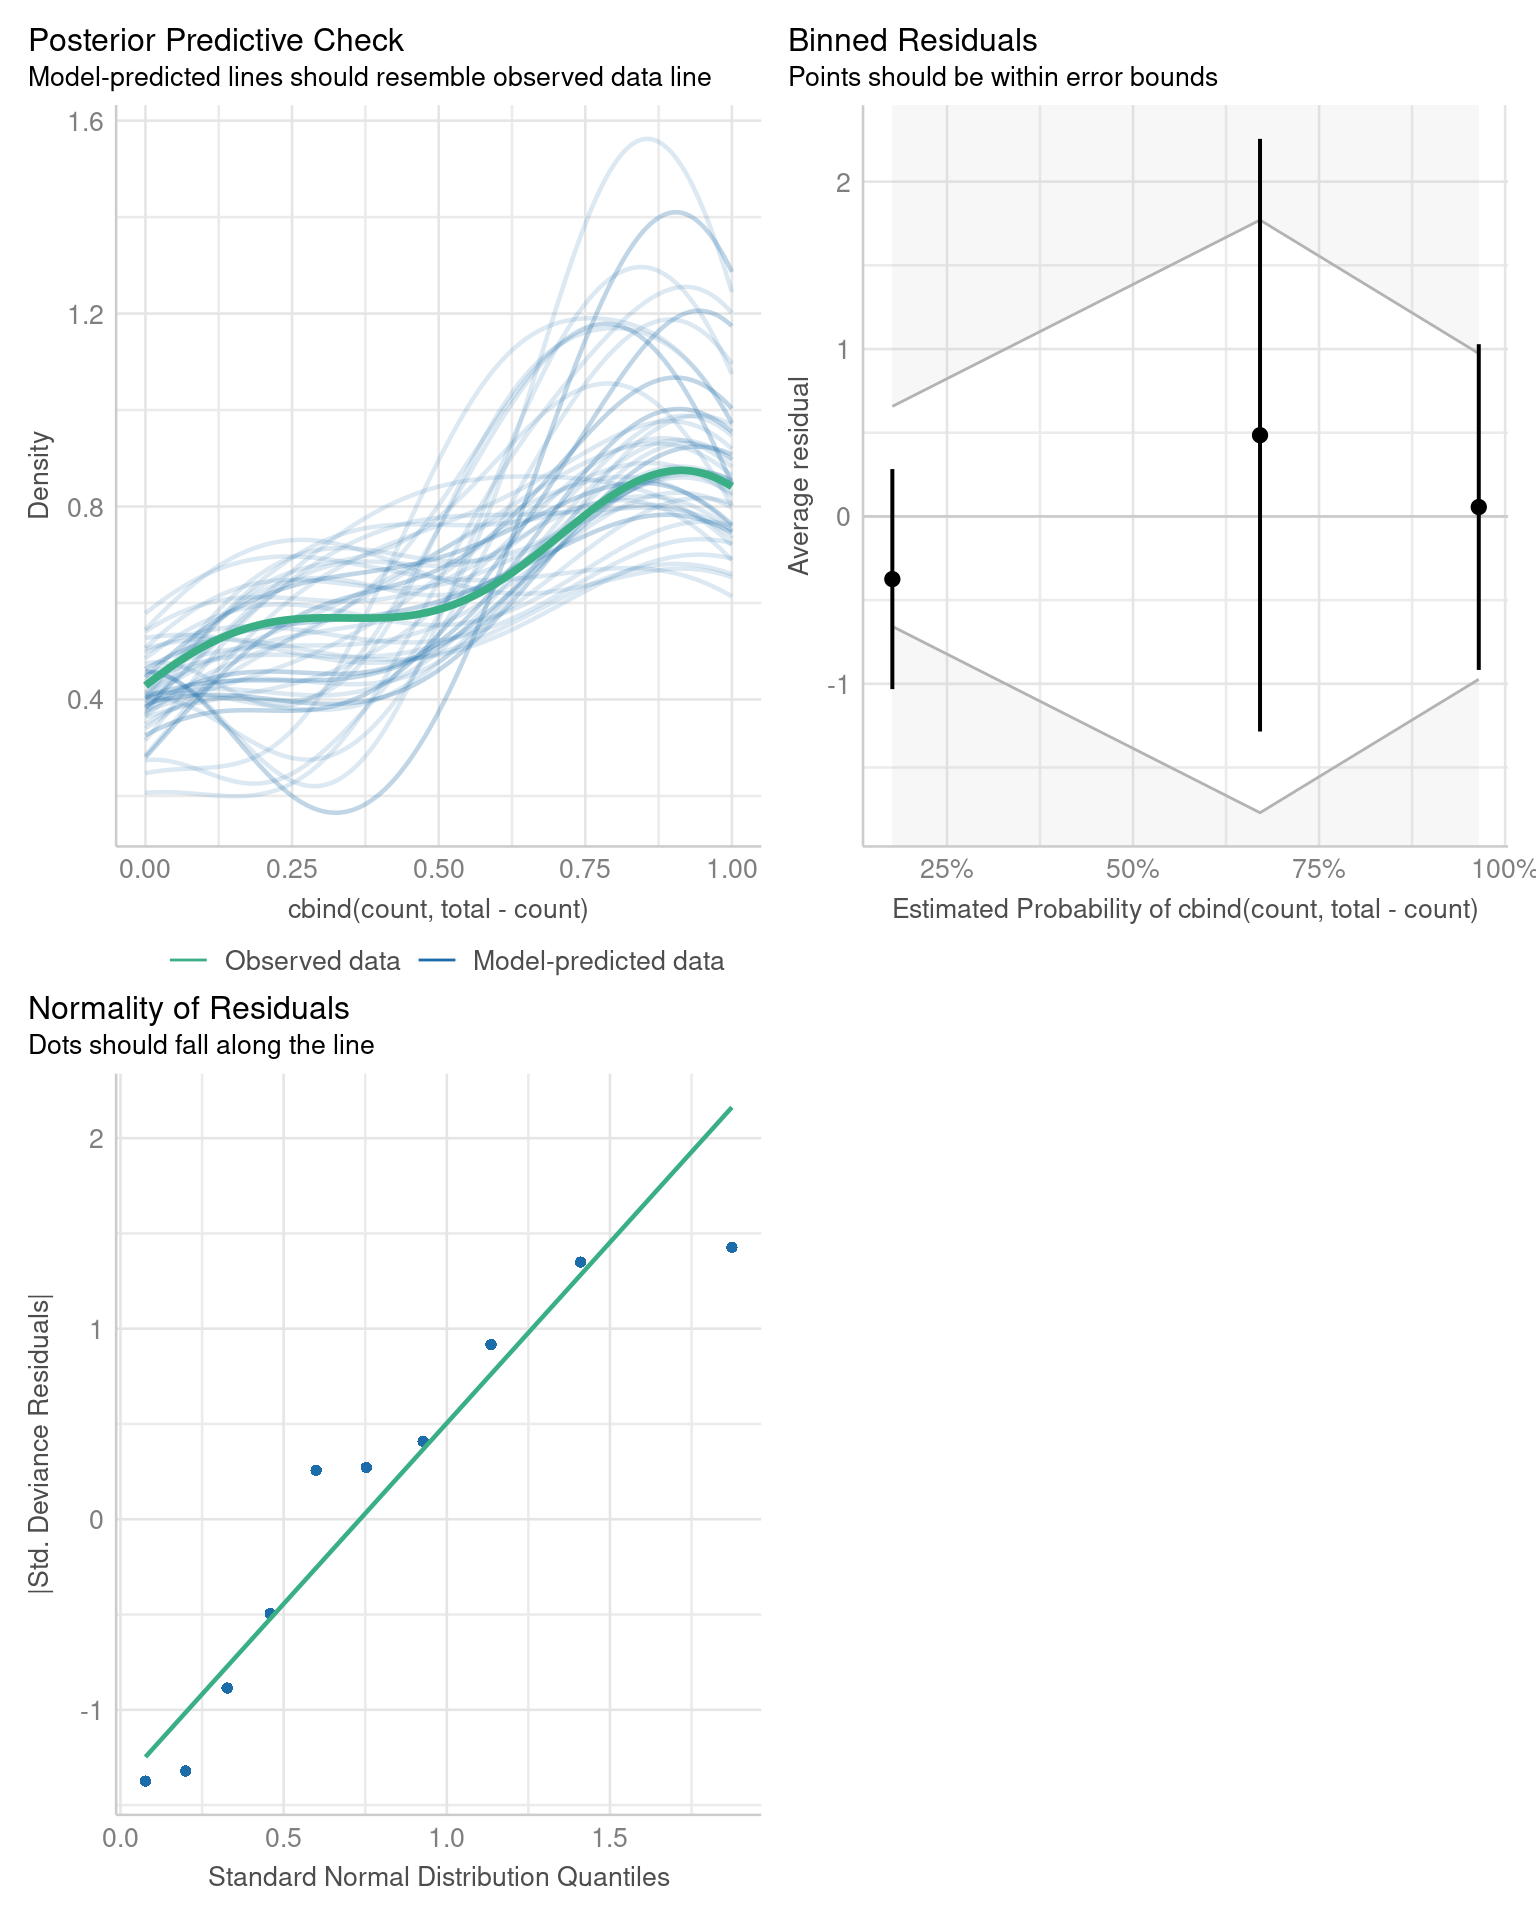 Posterior Predictive Check
Model-predicted lines should resemble observed data line
1.6
1.2
0.8
0.4
Density
0.00 0.25 0.50 0.75 1.00
cbind(count, total - count)
Observed data Model-predicted data
Binned Residuals
Points should be within error bounds
2
1
0
-1
Average residual
25% 50% 75% 100%
Estimated Probability of cbind(count, total - count)
Normality of Residuals
Dots should fall along the line
2
1
0
-1
|Std. Deviance Residuals|
0.0 0.5 1.0 1.5
Standard Normal Distribution Quantiles